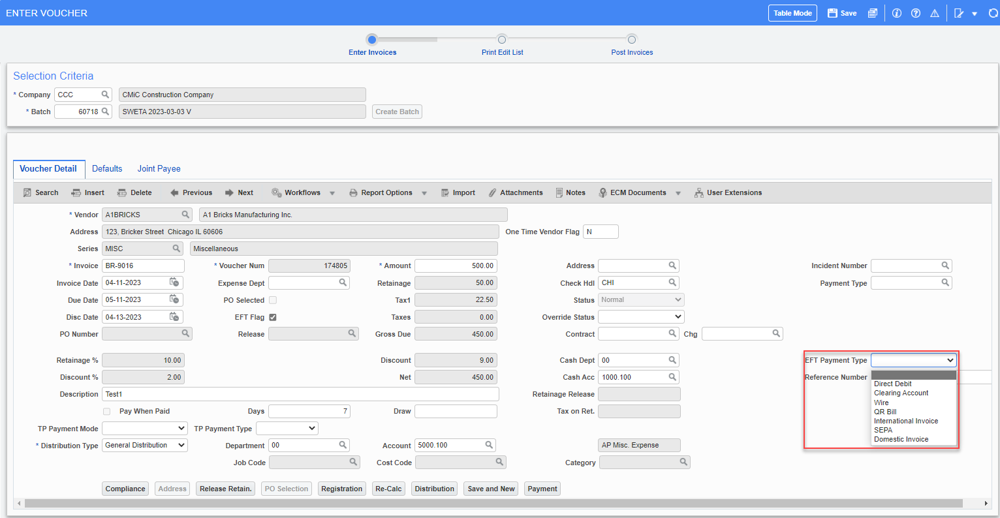 ENTER VOUCHER Table Mode Save
Enter Invoices Print Edit List Post Invoices
Selection Criteria
* Company CCC CMiC Construction Company
* Batch 60718 SWETA 2023-03-03 V Create Batch
Voucher Detail Defaults Joint Payee
Search Insert Delete Previous Next Workflows Report Options Import Attachments Notes ECM Documents User Extensions
* Vendor A1BRICKS A1 Bricks Manufacturing Inc.
Address 123, Bricker Street Chicago IL 60606 One Time Vendor Flag N
Series MISC Miscellaneous
* Invoice BR-9016 * Voucher Num 174805 * Amount 500.00 Address Incident Number
Invoice Date 04-11-2023 Expense Dept Retainage 50.00 Check Hdl CHI Payment Type
Due Date 05-11-2023 PO Selected Tax1 22.50 Status Normal
Disc Date 04-13-2023 EFT Flag Taxes 0.00 Override Status
PO Number Release Gross Due 450.00 Contract Chg
Retainage % 10.00 Discount 9.00 Cash Dept 00 EFT Payment Type
Discount % 2.00 Net 450.00 Cash Acc 1000.100 Reference Number
Direct Debit
Clearing Account
Wire
QR Bill
International Invoice
SEPA
Domestic Invoice
Description Test1 Retainage Release
Pay When Paid Days 7 Draw Tax on Ret.
TP Payment Mode TP Payment Type
* Distribution Type General Distribution Department 00 Account 5000.100 AP Misc. Expense
Job Code Cost Code Category
Compliance Address Release Retain. PO Selection Registration Re-Calc Distribution Save and New Payment